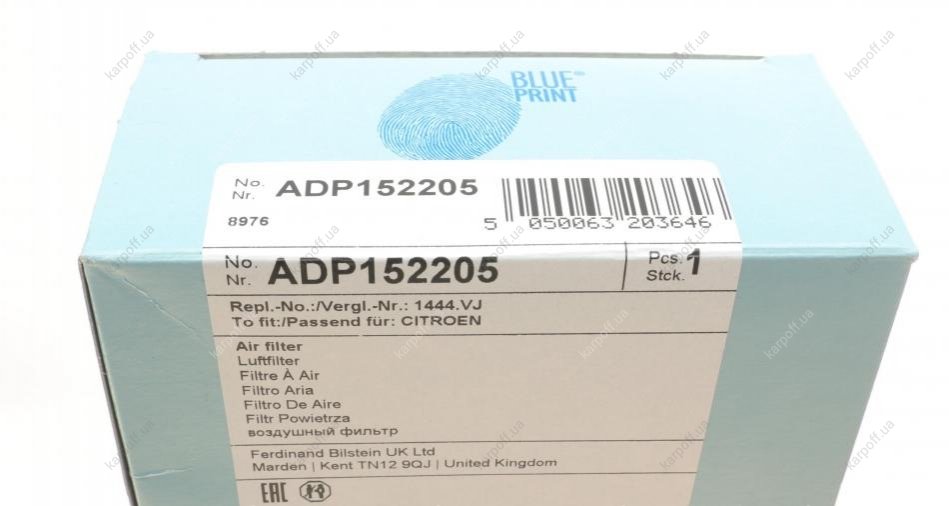 BLUE®
PRINT
No. Nr. ADP152205
8976
5 050063 203646
No. Nr. ADP152205 Pcs. Stck. 1
Repl.-No.:/Vergl.-Nr.: 1444.VJ
To fit:/Passend für: CITROEN
Air filter
Luftfilter
Filtre À Air
Filtro Aria
Filtro De Aire
Filtr Powietrza
воздушный фильтр
Ferdinand Bilstein UK Ltd
Marden | Kent TN12 9QJ | United Kingdom
EAC
karpoff.ua